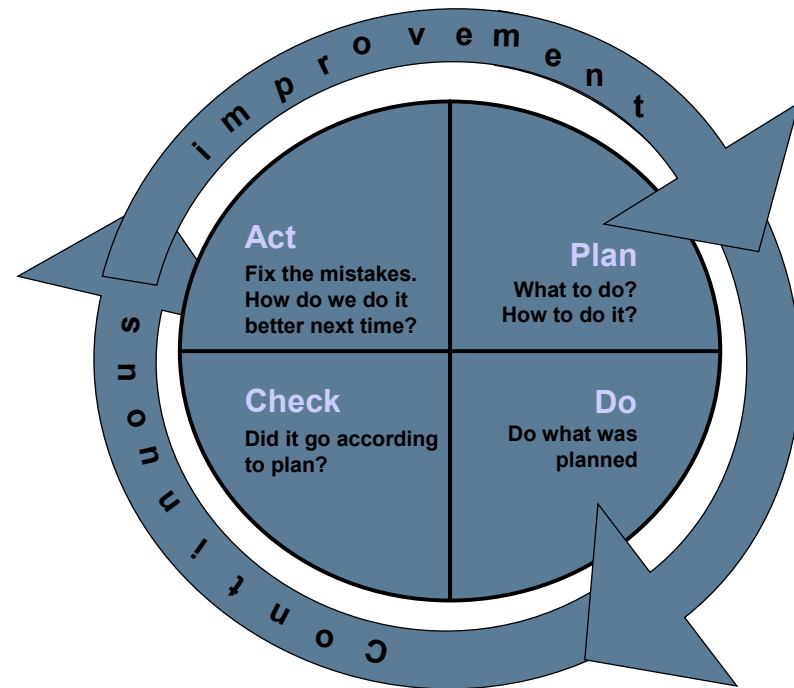 Continuous improvement
Act
Fix the mistakes.
How do we do it
better next time?
Plan
What to do?
How to do it?
Check
Did it go according
to plan?
Do
Do what was
planned